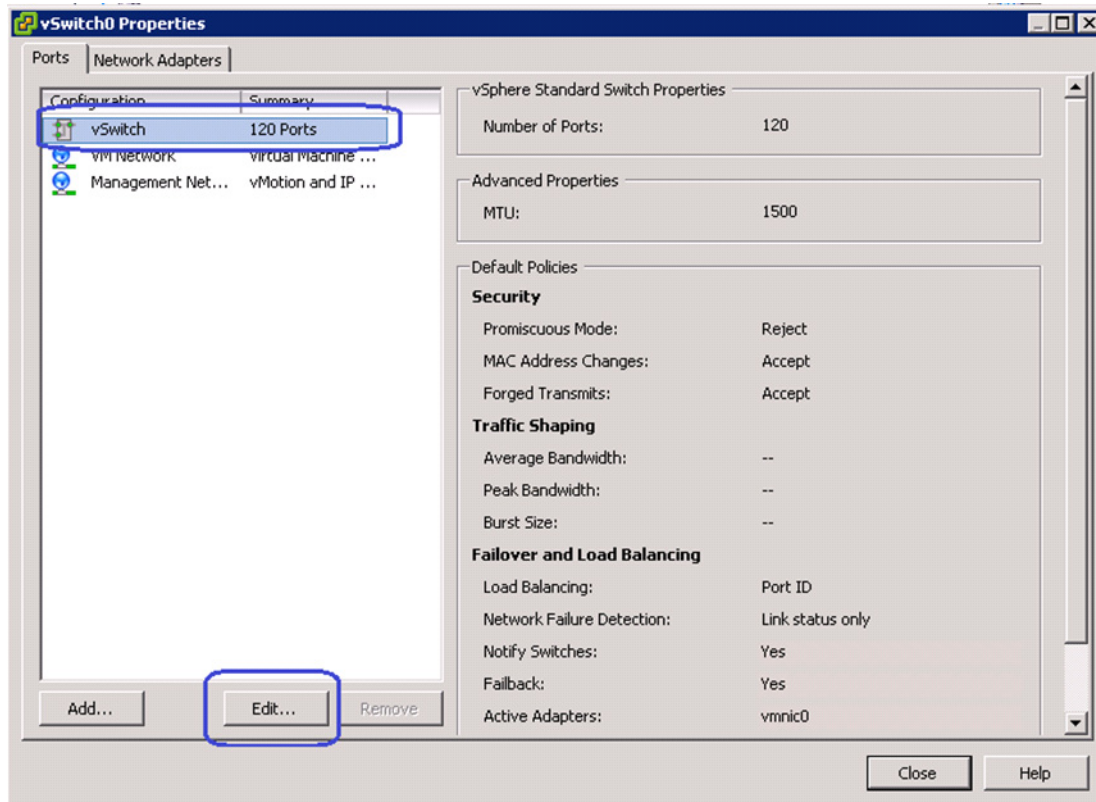 vSwitch0 Properties
Ports Network Adapters
Configuration Summary
vSwitch 120 Ports
VM Network Virtual Machine ...
Management Net... vMotion and IP ...
Add... Edit... Remove
vSphere Standard Switch Properties
Number of Ports: 120
Advanced Properties
MTU: 1500
Default Policies
Security
Promiscuous Mode: Reject
MAC Address Changes: Accept
Forged Transmits: Accept
Traffic Shaping
Average Bandwidth: --
Peak Bandwidth: --
Burst Size: --
Failover and Load Balancing
Load Balancing: Port ID
Network Failure Detection: Link status only
Notify Switches: Yes
Failback: Yes
Active Adapters: vmnic0
Close Help